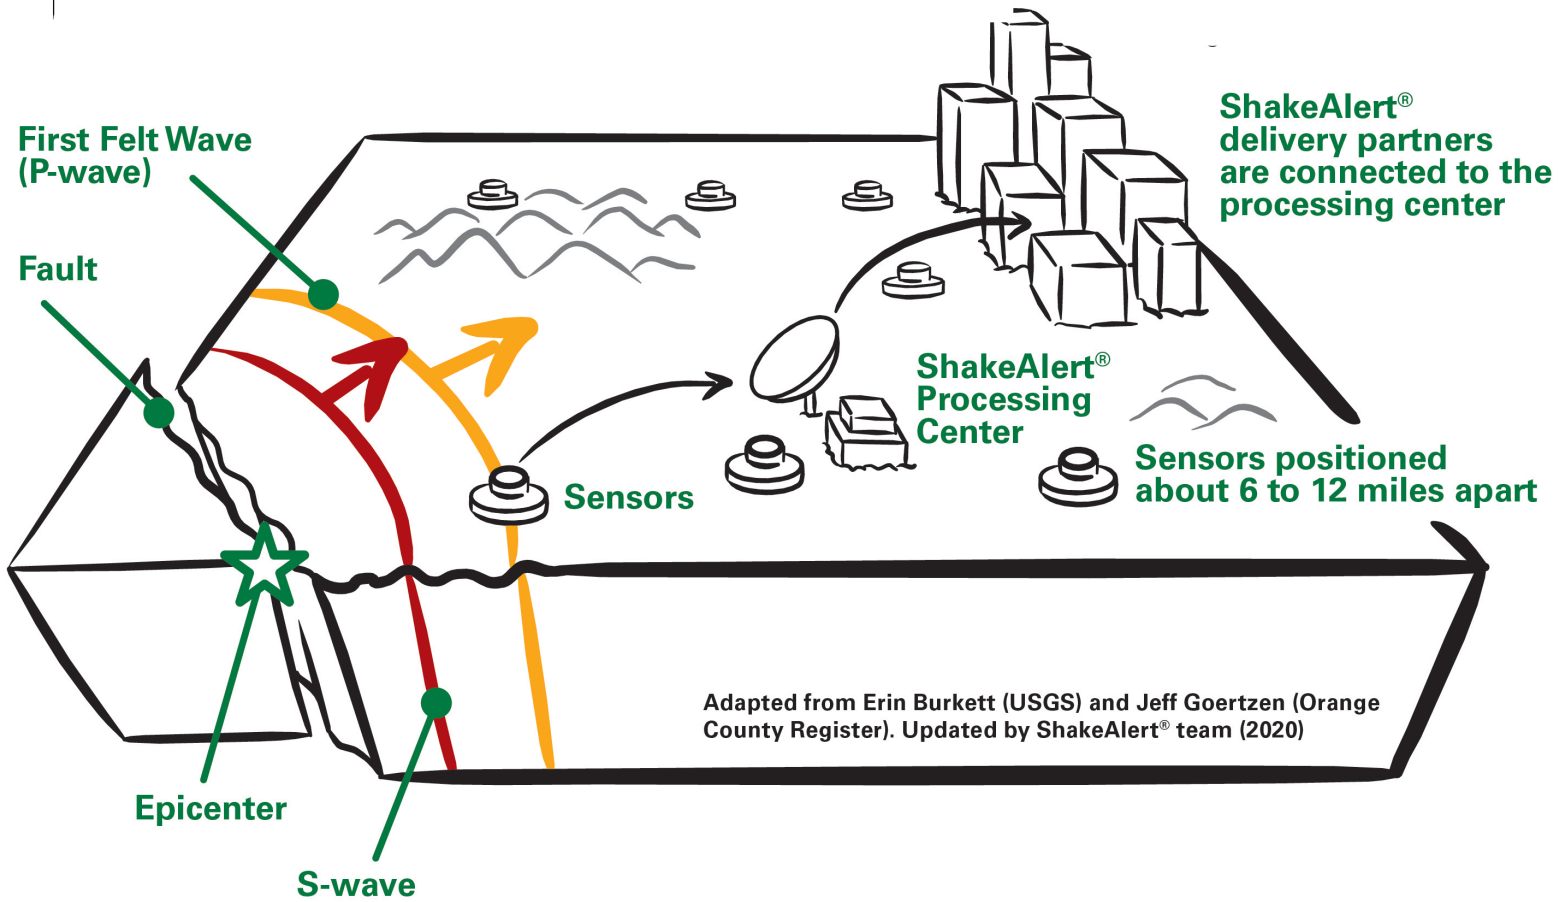 First Felt Wave
(P-wave)
Fault
ShakeAlert®
delivery partners
are connected to the
processing center
ShakeAlert®
Processing
Center
Sensors
Sensors positioned
about 6 to 12 miles apart
Adapted from Erin Burkett (USGS) and Jeff Goertzen (Orange
County Register). Updated by ShakeAlert® team (2020)
Epicenter
S-wave